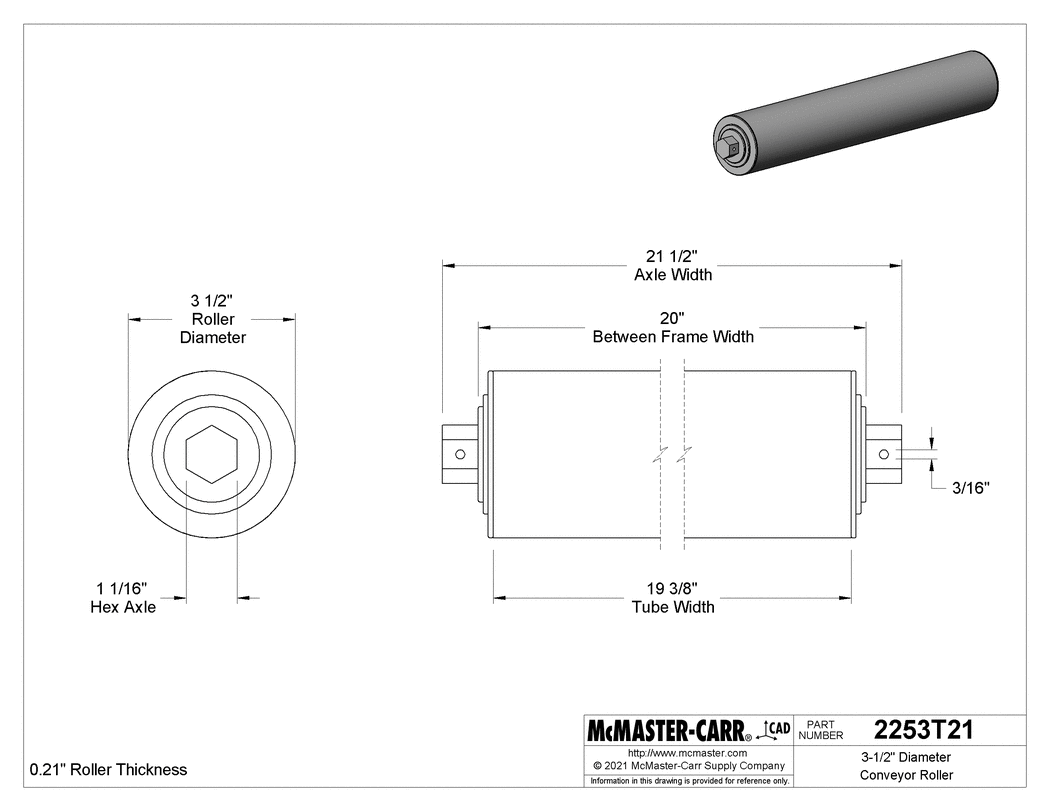 21 1/2"
Axle Width
3 1/2"
Roller
Diameter
20"
Between Frame Width
3/16"
1 1/16"
Hex Axle
19 3/8"
Tube Width
McMASTER-CARR® CAD
PART
NUMBER
2253T21
http://www.mcmaster.com
© 2021 McMaster-Carr Supply Company
Information in this drawing is provided for reference only.
3-1/2" Diameter
Conveyor Roller
0.21" Roller Thickness